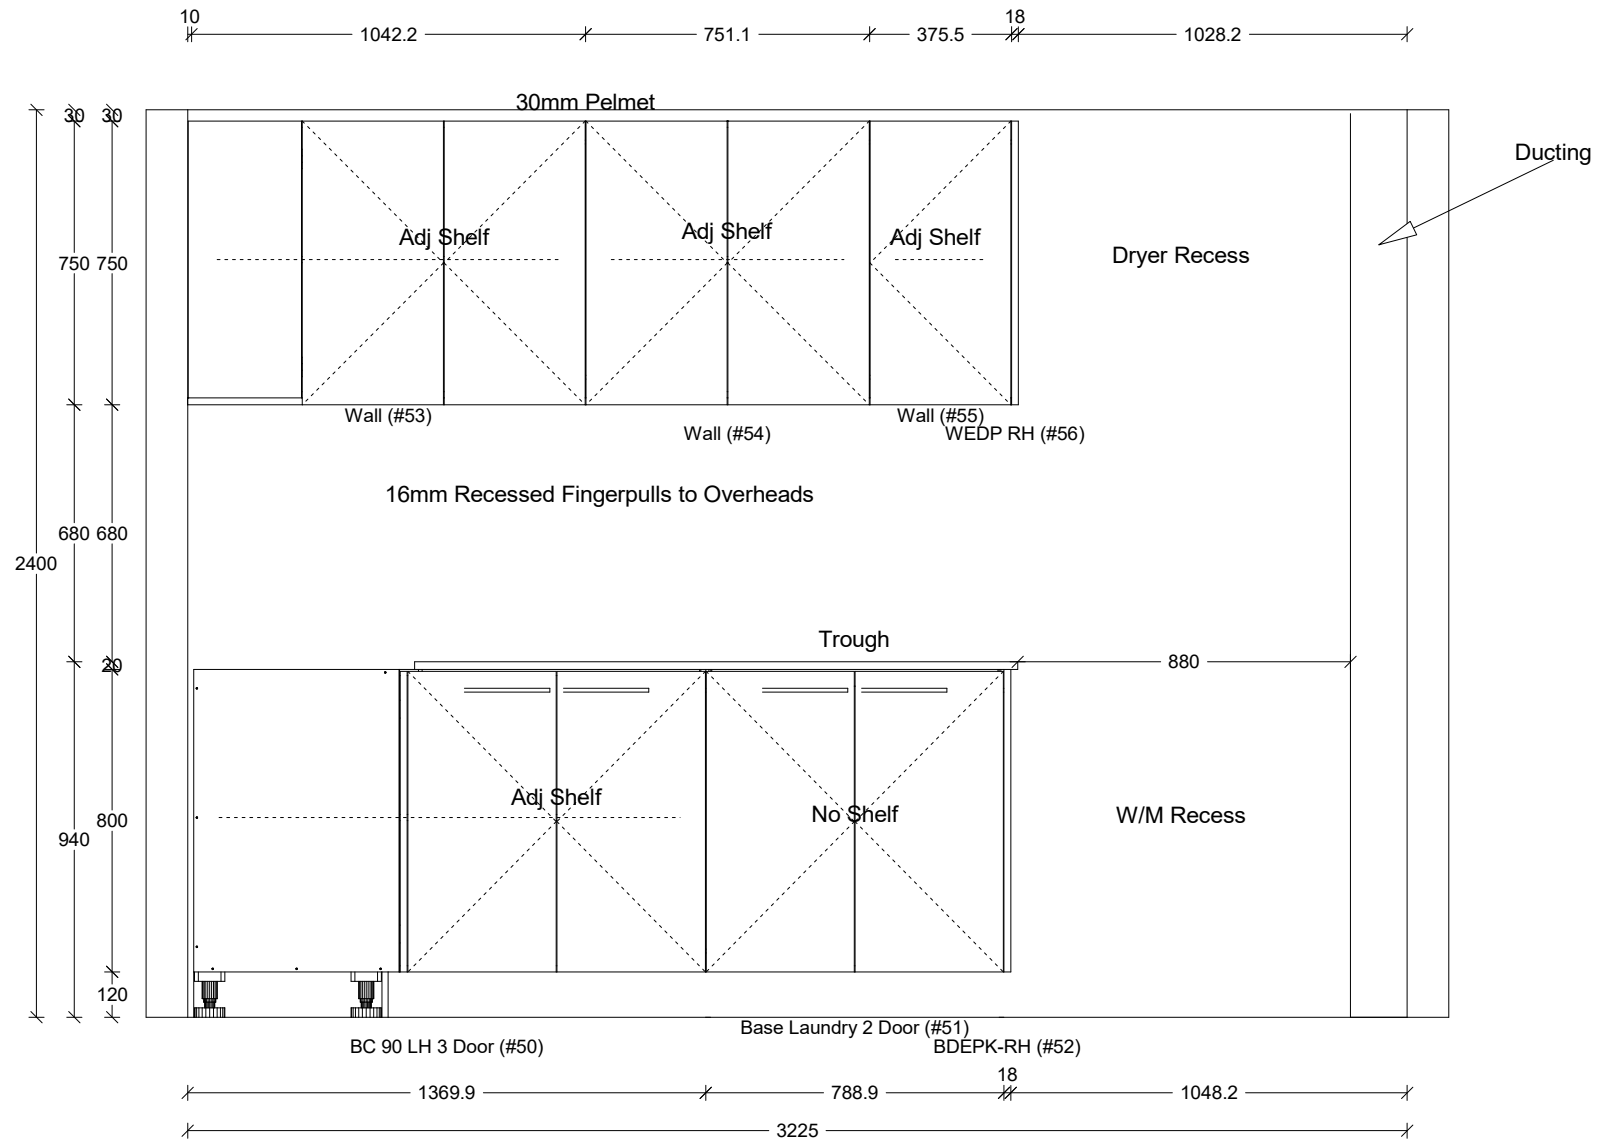 10
18
1042.2
751.1
375.5
1028.2
30mm Pelmet
30
30
Ducting
Adj Shelf
Adj Shelf
Adj Shelf
Dryer Recess
750
750
Wall (#53)
Wall (#55)
Wall (#54)
WEDP RH (#56)
16mm Recessed Fingerpulls to Overheads
680
680
2400
Trough
20
880
Adj Shelf
No Shelf
W/M Recess
800
940
120
Base Laundry 2 Door (#51)
BC 90 LH 3 Door (#50)
BDEPK-RH (#52)
18
1369.9
788.9
1048.2
3225